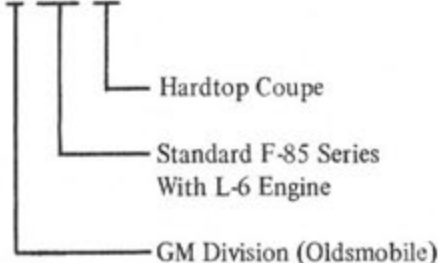 Hardtop Coupe
Standard F-85 Series
With L-6 Engine
GM Division (Oldsmobile)